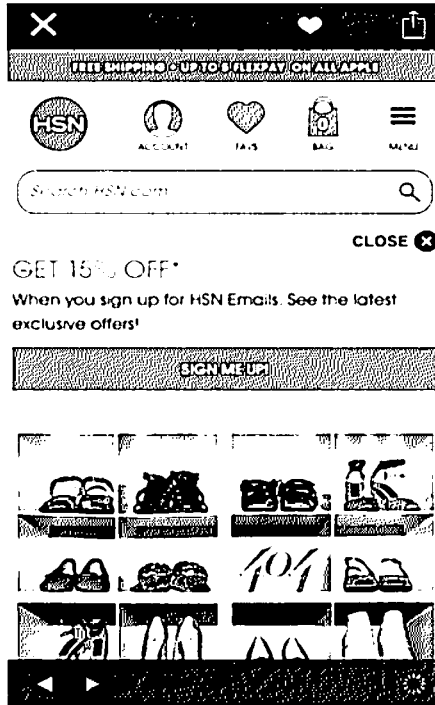 FREE SHIPPING + UP TO 5 FLEXPAY ON ALL APPLE
HSN
ACCOUNT
FAVS
0
BAG
MENU
Search HSN.com
CLOSE
GET 15% OFF*
When you sign up for HSN Emails. See the latest
exclusive offers!
SIGN ME UP!
404